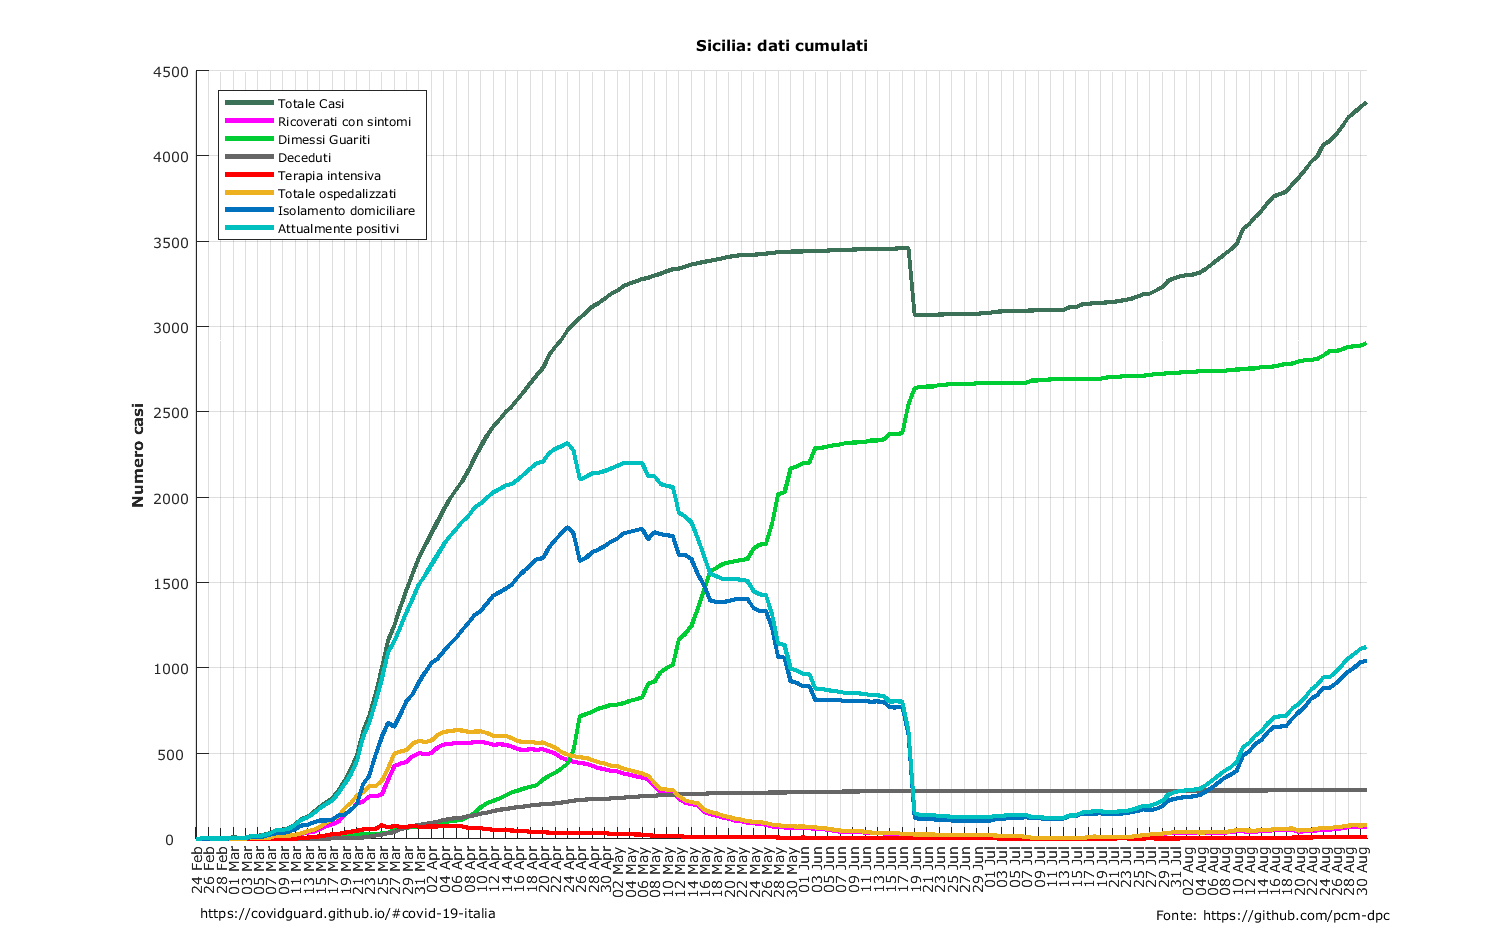 Sicilia: dati cumulati
4500
4000
3500
3000
2500
2000
1500
1000
500
0
Numero casi
Totale Casi
Ricoverati con sintomi
Dimessi Guariti
Deceduti
Terapia intensiva
Totale ospedalizzati
Isolamento domiciliare
Attualmente positivi
24 Feb
26 Feb
28 Feb
01 Mar
03 Mar
05 Mar
07 Mar
09 Mar
11 Mar
13 Mar
15 Mar
17 Mar
19 Mar
21 Mar
23 Mar
25 Mar
27 Mar
29 Mar
31 Mar
02 Apr
04 Apr
06 Apr
08 Apr
10 Apr
12 Apr
14 Apr
16 Apr
18 Apr
20 Apr
22 Apr
24 Apr
26 Apr
28 Apr
30 Apr
02 May
04 May
06 May
08 May
10 May
12 May
14 May
16 May
18 May
20 May
22 May
24 May
26 May
28 May
30 May
01 Jun
03 Jun
05 Jun
07 Jun
09 Jun
11 Jun
13 Jun
15 Jun
17 Jun
19 Jun
21 Jun
23 Jun
25 Jun
27 Jun
29 Jun
01 Jul
03 Jul
05 Jul
07 Jul
09 Jul
11 Jul
13 Jul
15 Jul
17 Jul
19 Jul
21 Jul
23 Jul
25 Jul
27 Jul
29 Jul
31 Jul
02 Aug
04 Aug
06 Aug
08 Aug
10 Aug
12 Aug
14 Aug
16 Aug
18 Aug
20 Aug
22 Aug
24 Aug
26 Aug
28 Aug
30 Aug
https://covidguard.github.io/#covid-19-italia
Fonte: https://github.com/pcm-dpc